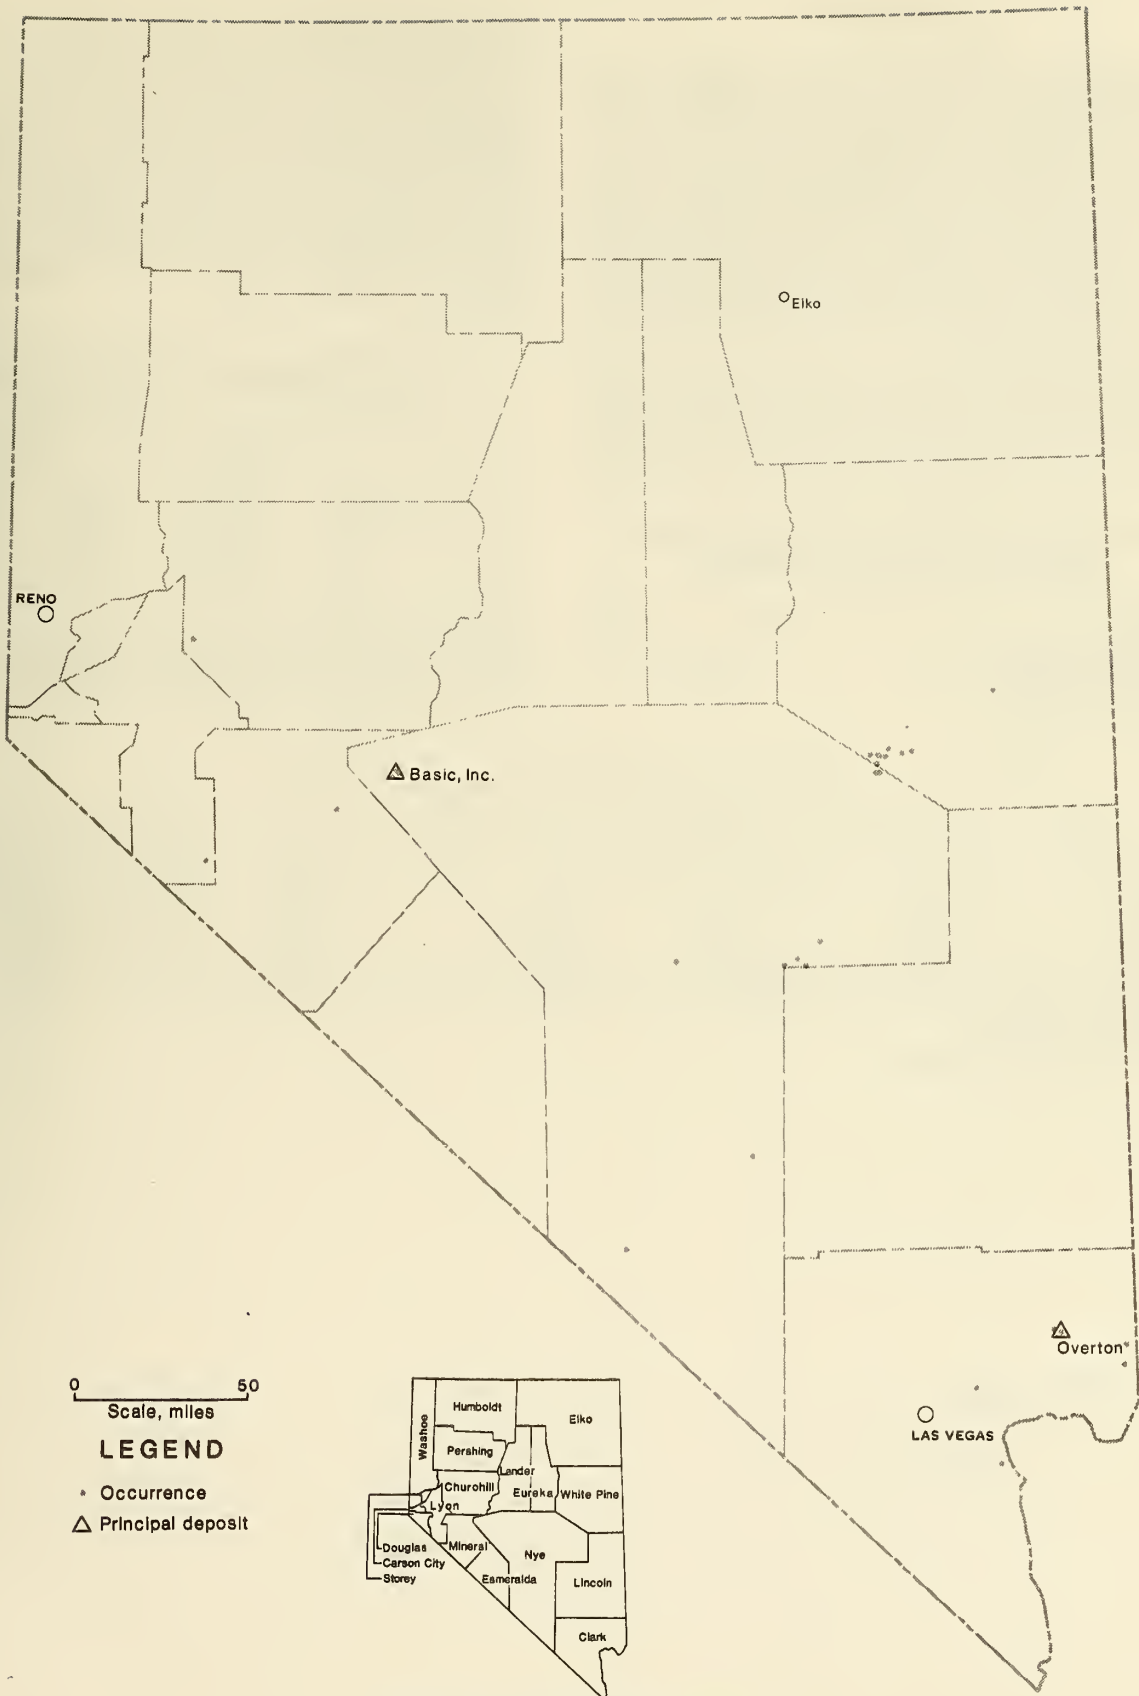 Elko
RENO
Basic, Inc.
Overton
LAS VEGAS
0 50
Scale, miles
LEGEND
Occurrence
Principal deposit
Humboldt
Elko
Washoe
Pershing
Lander
Churchill
Eureka
White Pine
Lyon
Douglas
Mineral
Nye
Carson City
Storey
Esmeralda
Lincoln
Clark